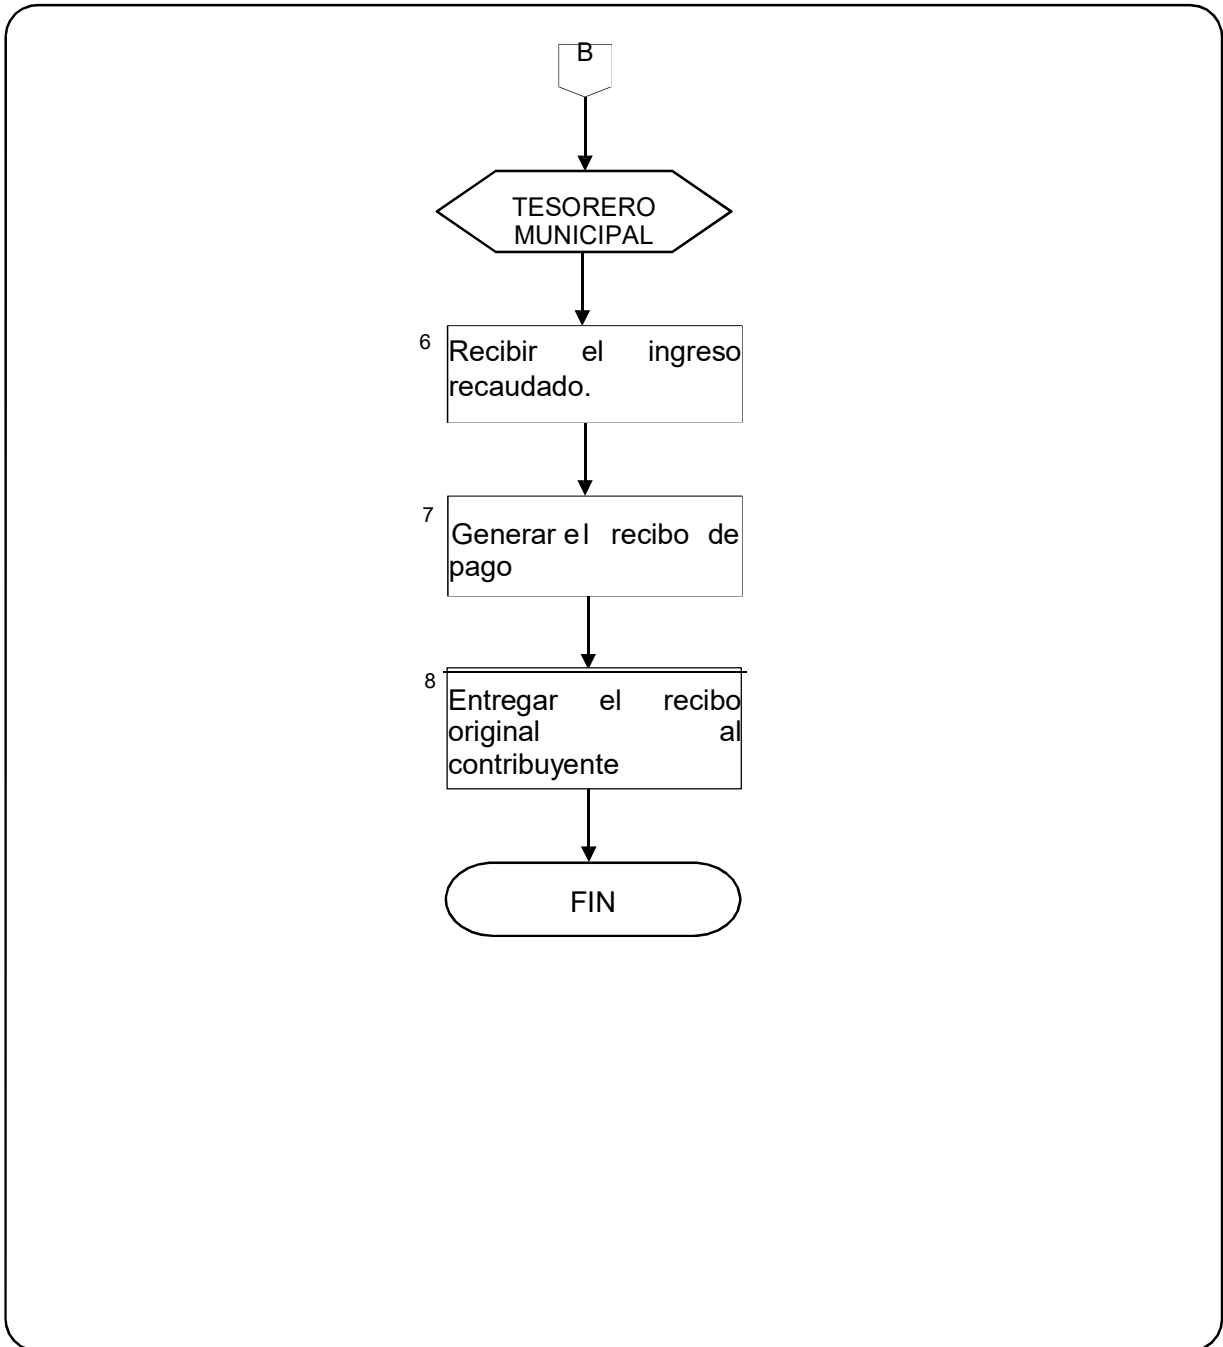 B
TESORERO
MUNICIPAL
6
Recibir el ingreso
recaudado.
7
Generar el recibo de
pago
8
Entregar el recibo
original al
contribuyente
FIN